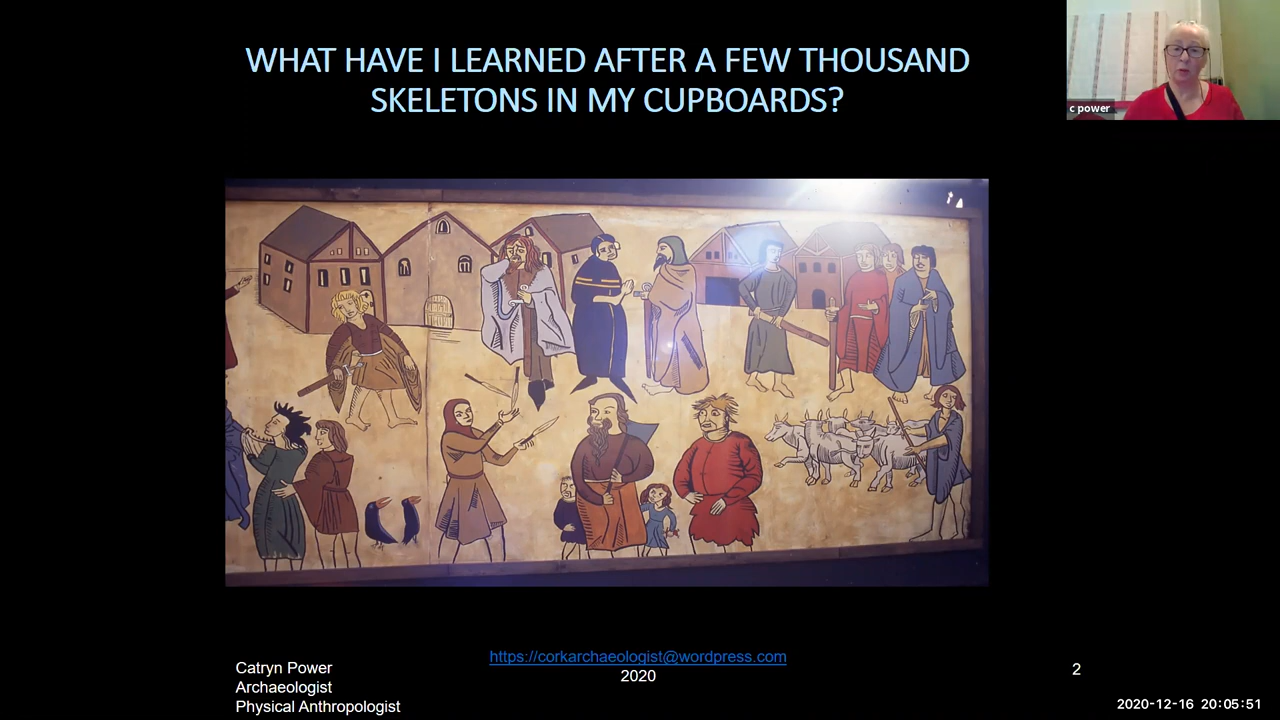 WHAT HAVE I LEARNED AFTER A FEW THOUSAND
SKELETONS IN MY CUPBOARDS?
c power
https://corkarchaeologist@wordpress.com
2020
Catryn Power
Archaeologist
Physical Anthropologist
2
2020-12-16 20:05:51